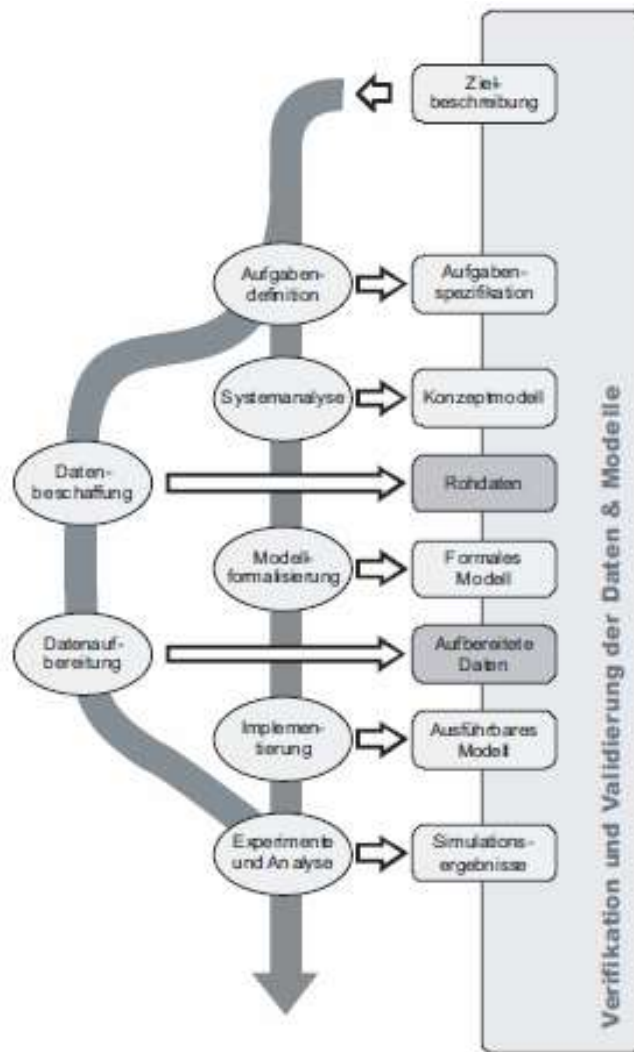 Ziel-
beschreibung
Aufgaben-
definition
Aufgaben-
spezifikation
Systemanalyse
Konzeptmodell
Daten-
beschaffung
Rohdaten
Modell-
formalisierung
Formales
Modell
Datenauf-
bereitung
Aufbereitete
Daten
Implemen-
tierung
Ausführbares
Modell
Experimente
und Analyse
Simulations-
ergebnisse
Verifikation und Validierung der Daten & Modelle